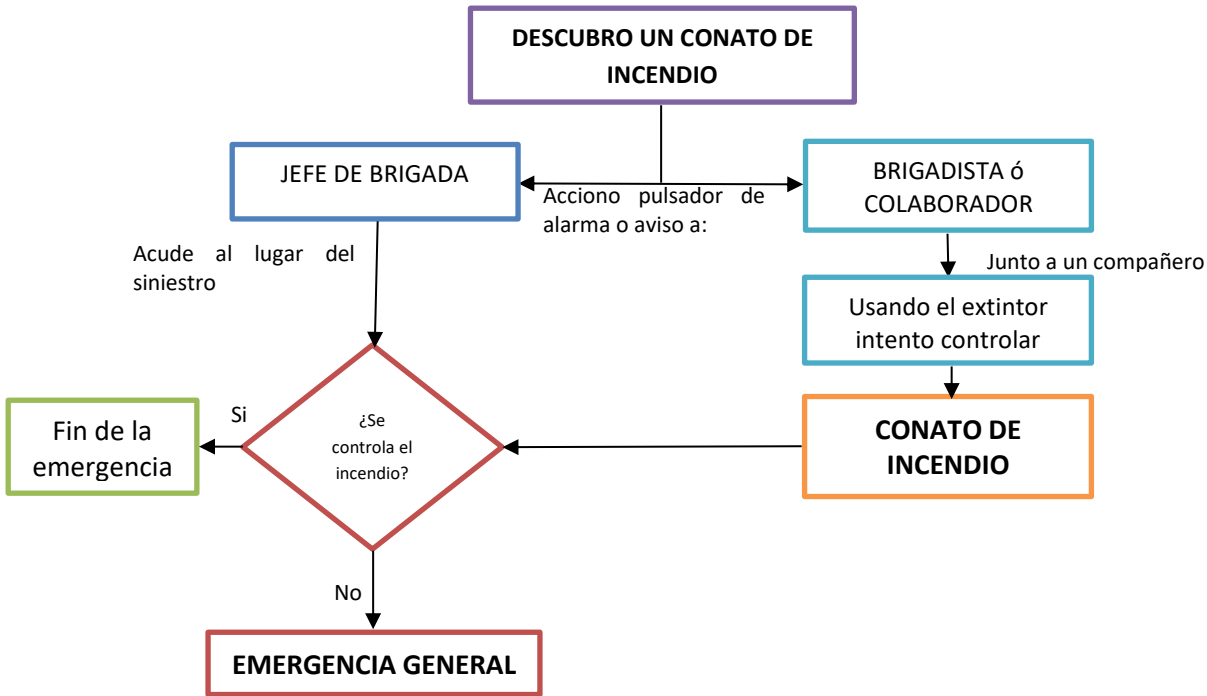 DESCUBRO UN CONATO DE
INCENDIO
JEFE DE BRIGADA
Acciono pulsador de
alarma o aviso a:
BRIGADISTA ó
COLABORADOR
Acude al lugar del
siniestro
Junto a un compañero
Usando el extintor
intento controlar
Si
¿Se
controla el
incendio?
Fin de la
emergencia
CONATO DE
INCENDIO
No
EMERGENCIA GENERAL